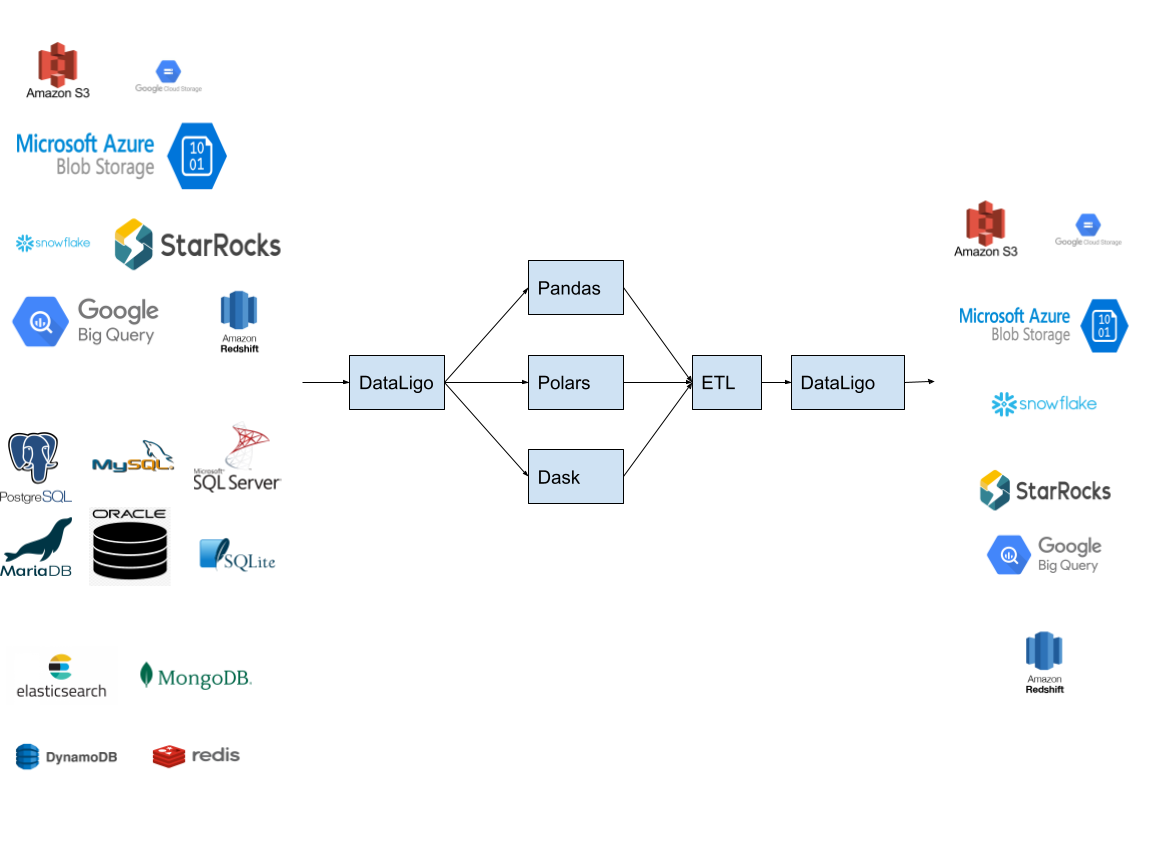 Amazon S3
Google Cloud Storage
Microsoft Azure
Blob Storage
10
01
snowflake
StarRocks
Google
Big Query
Amazon
Redshift
PostgreSQL
MySQL
Microsoft
SQL Server
MariaDB
ORACLE
SQLite
elasticsearch
MongoDB
DynamoDB
redis
DataLigo
Pandas
Polars
Dask
ETL
DataLigo
Amazon S3
Google Cloud Storage
Microsoft Azure
Blob Storage
10
01
snowflake
StarRocks
Google
Big Query
Amazon
Redshift